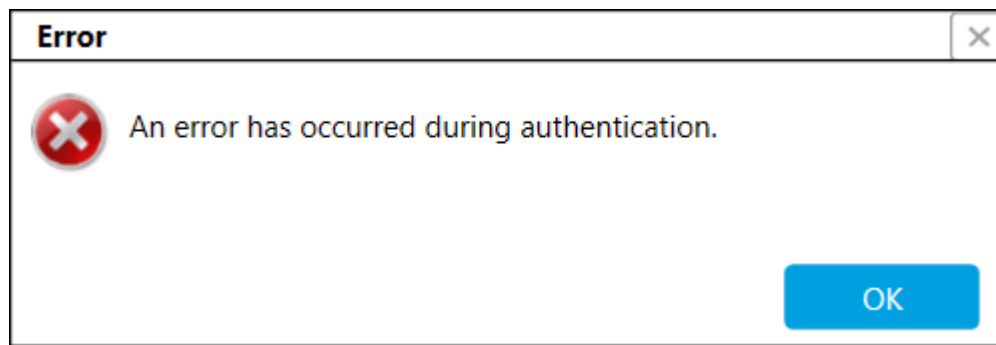 Error
An error has occurred during authentication.
OK